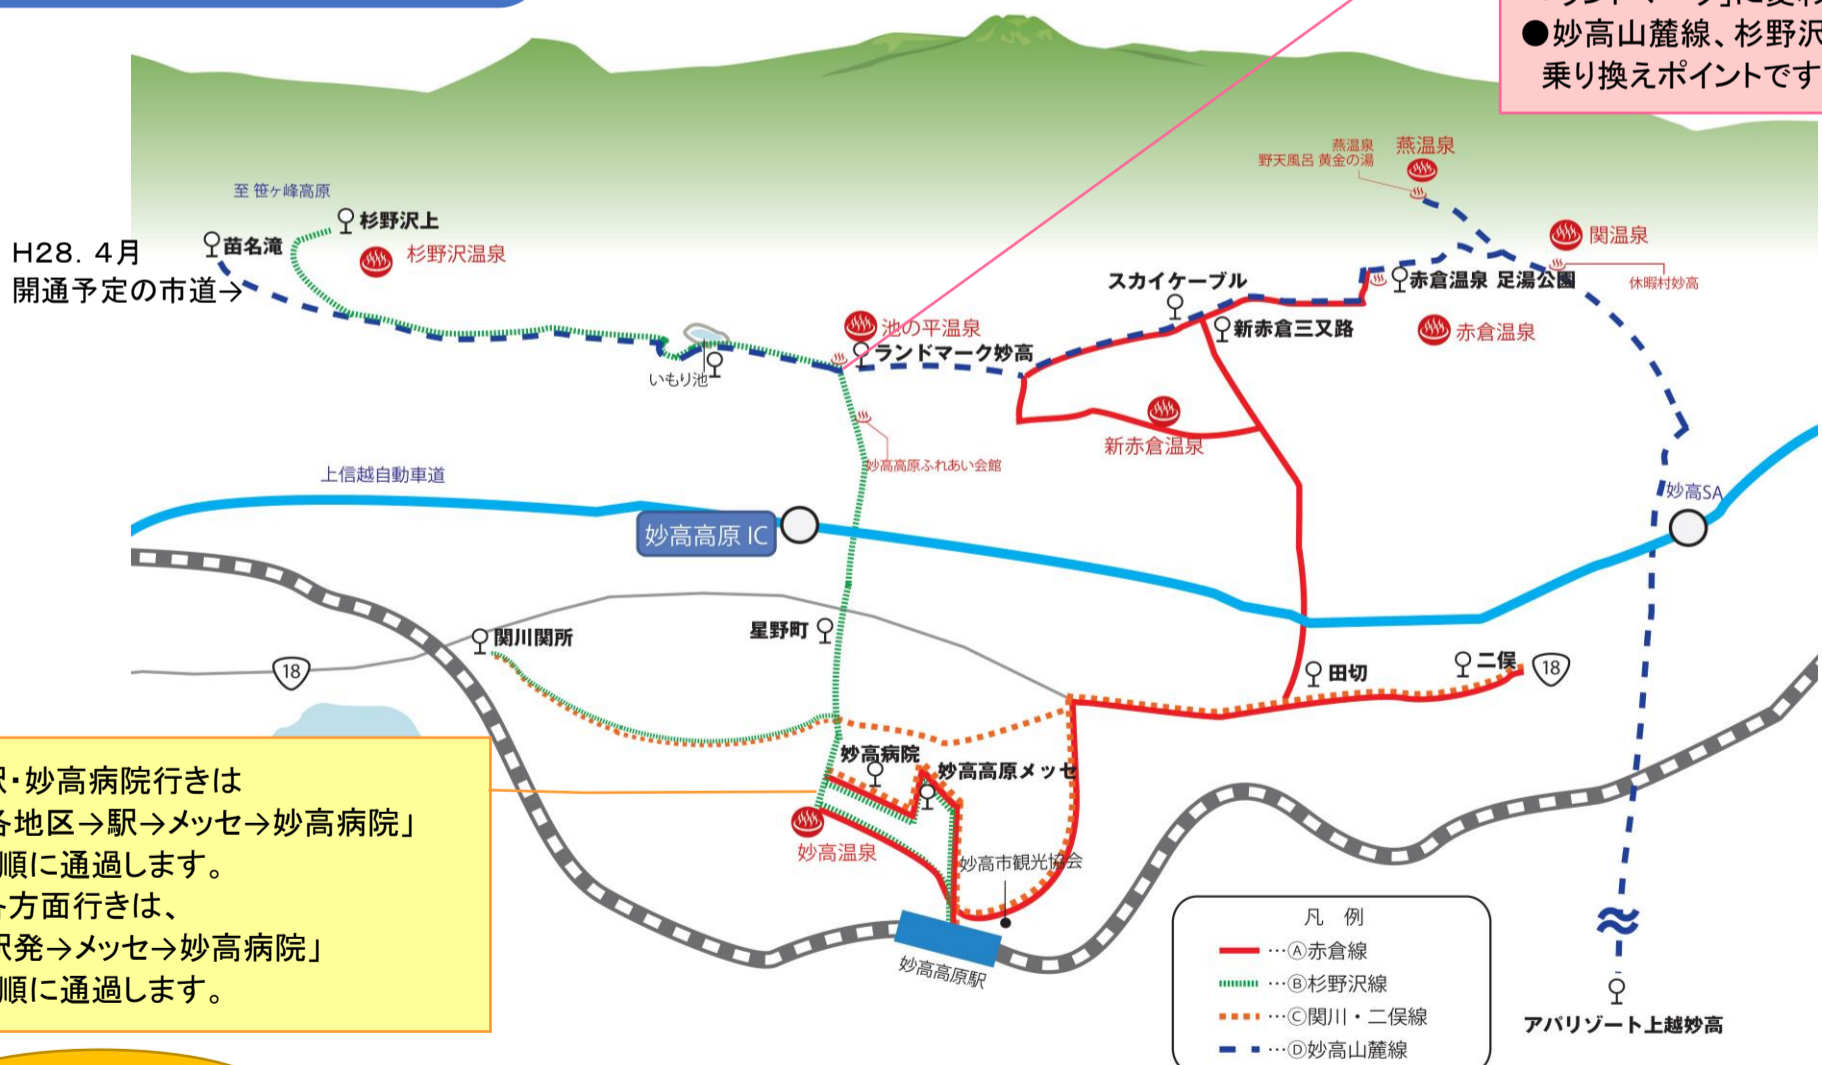 ●妙高山麓線、杉野沢
乗り換えポイントです
燕温泉
野天風呂 黄金の湯
燕温泉
至 笹ヶ峰高原
杉野沢上
苗名滝
杉野沢温泉
H28. 4月
開通予定の市道→
関温泉
休暇村妙高
スカイケーブル
赤倉温泉 足湯公園
新赤倉三又路
赤倉温泉
池の平温泉
ランドマーク妙高
いもり池
新赤倉温泉
妙高高原ふれあい会館
上信越自動車道
妙高SA
妙高高原 IC
関川関所
星野町
18
田切
二俣
18
妙高病院
妙高高原メッセ
駅・妙高病院行きは
各地区→駅→メッセ→妙高病院」
順に通過します。
各方面行きは、
駅発→メッセ→妙高病院」
順に通過します。
妙高温泉
妙高市観光協会
妙高高原駅
凡 例
…Ⓐ赤倉線
…Ⓑ杉野沢線
…Ⓒ関川・二俣線
…Ⓓ妙高山麓線
アパリゾート上越妙高